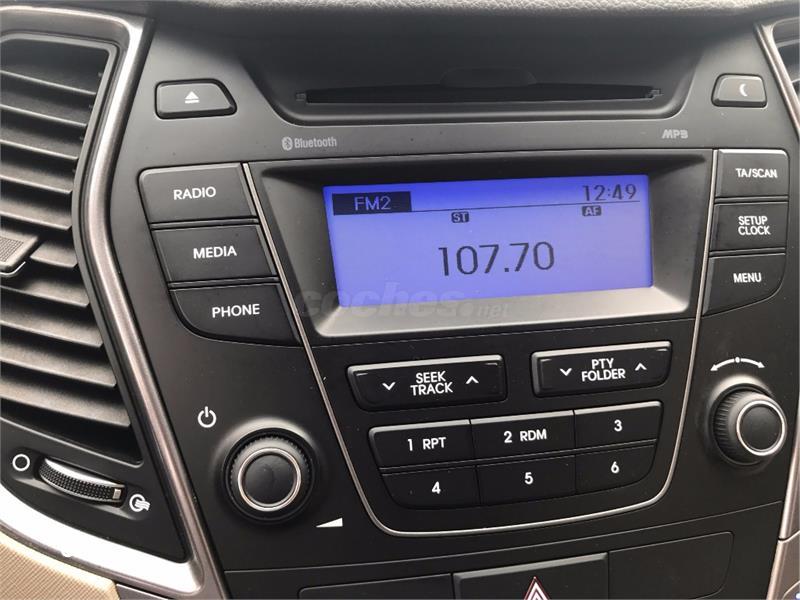 Bluetooth
MP3
RADIO
MEDIA
PHONE
FM2
12:49
ST
AF
107.70
TA/SCAN
SETUP
CLOCK
MENU
coches.net
SEEK
TRACK
PTY
FOLDER
1 RPT
2 RDM
3
4
5
6